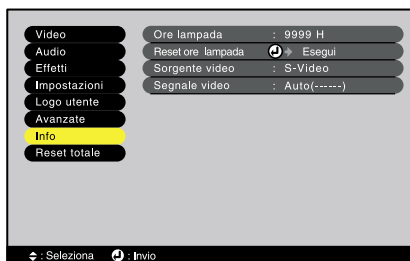 Video
Audio
Effetti
Impostazioni
Logo utente
Avanzate
Info
Reset totale
Ore lampada : 9999 H
Reset ore lampada Esegui
Sorgente video : S-Video
Segnale video : Auto(------)
: Seleziona : Invio